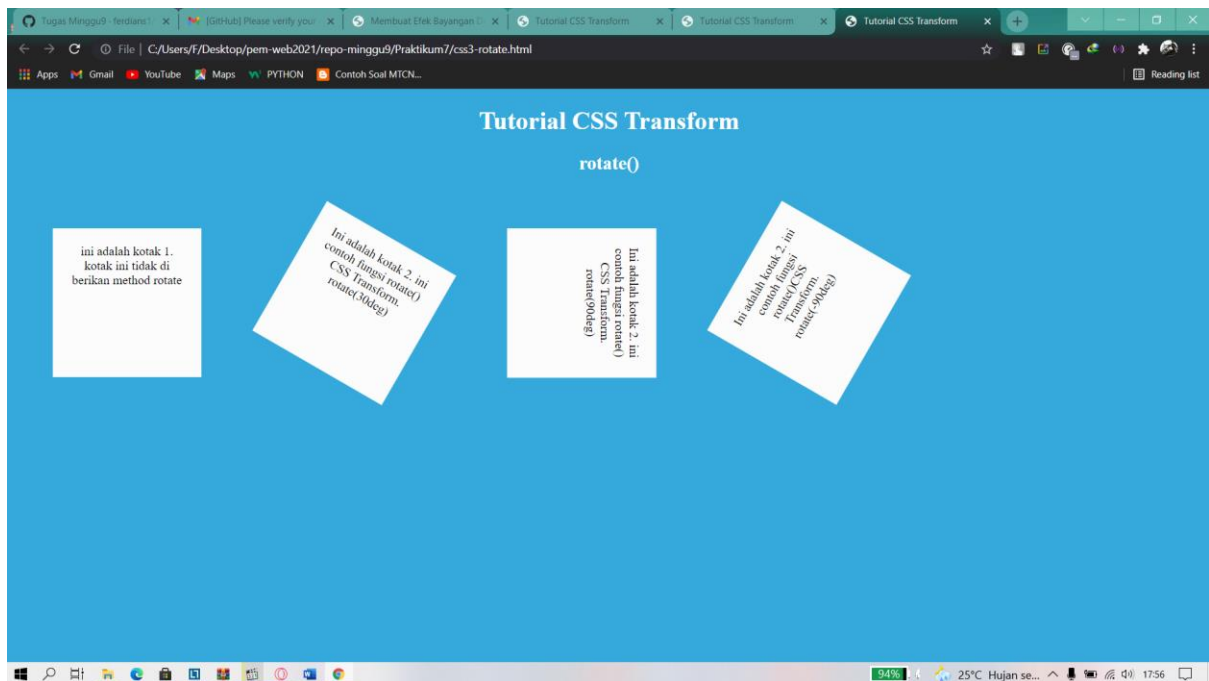 Tugas Minggu9 - ferdians1
[GitHub] Please verify your
Membuat Efek Bayangan D
Tutorial CSS Transform
Tutorial CSS Transform
Tutorial CSS Transform
File | C:/Users/F/Desktop/pem-web2021/repo-minggu9/Praktikum7/css3-rotate.html
Apps Gmail YouTube Maps PYTHON Contoh Soal MTCN...
Reading list
Tutorial CSS Transform
rotate()
ini adalah kotak 1.
kotak ini tidak di
berikan method rotate
Ini adalah kotak 2. ini
contoh fungsi rotate()
CSS Transform.
rotate(30deg)
Ini adalah kotak 2. ini
contoh fungsi rotate()
CSS Transform.
rotate(90deg)
Ini adalah kotak 2. ini
contoh fungsi
rotate()CSS
Transform.
rotate(-90deg)
94%
25°C Hujan se...
17:56